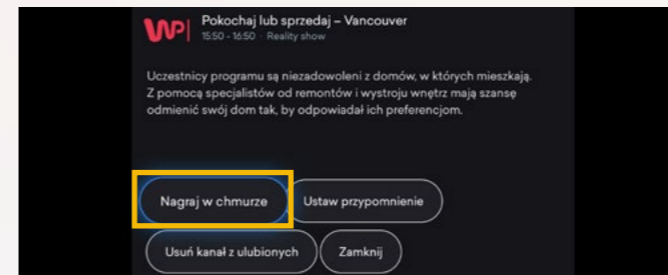 WP
Pokochaj lub sprzedaj – Vancouver
15:50 - 16:50 · Reality show
Uczestnicy programu są niezadowoleni z domów, w których mieszkają.
Z pomocą specjalistów od remontów i wystroju wnętrz mają szansę
odmienić swój dom tak, by odpowiadał ich preferencjom.
Nagraj w chmurze
Ustaw przypomnienie
Usuń kanał z ulubionych
Zamknij